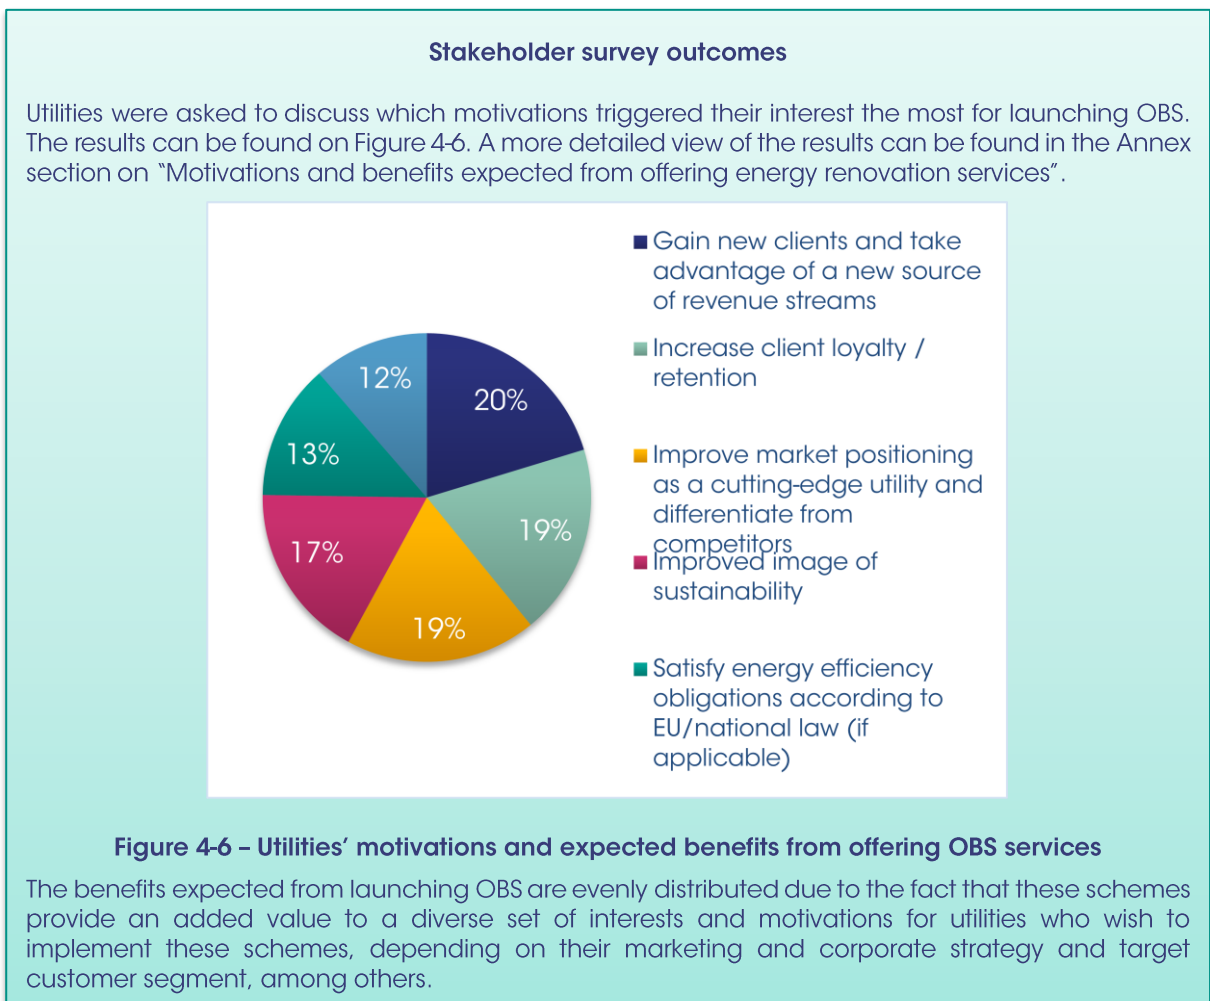 Stakeholder survey outcomes
Utilities were asked to discuss which motivations triggered their interest the most for launching OBS.
The results can be found on Figure 4-6. A more detailed view of the results can be found in the Annex
section on “Motivations and benefits expected from offering energy renovation services”.
12%
20%
13%
19%
17%
19%
Gain new clients and take
advantage of a new source
of revenue streams
Increase client loyalty /
retention
Improve market positioning
as a cutting-edge utility and
differentiate from
competitors
Improved image of
sustainability
Satisfy energy efficiency
obligations according to
EU/national law (if
applicable)
Figure 4-6 – Utilities’ motivations and expected benefits from offering OBS services
The benefits expected from launching OBS are evenly distributed due to the fact that these schemes
provide an added value to a diverse set of interests and motivations for utilities who wish to
implement these schemes, depending on their marketing and corporate strategy and target
customer segment, among others.